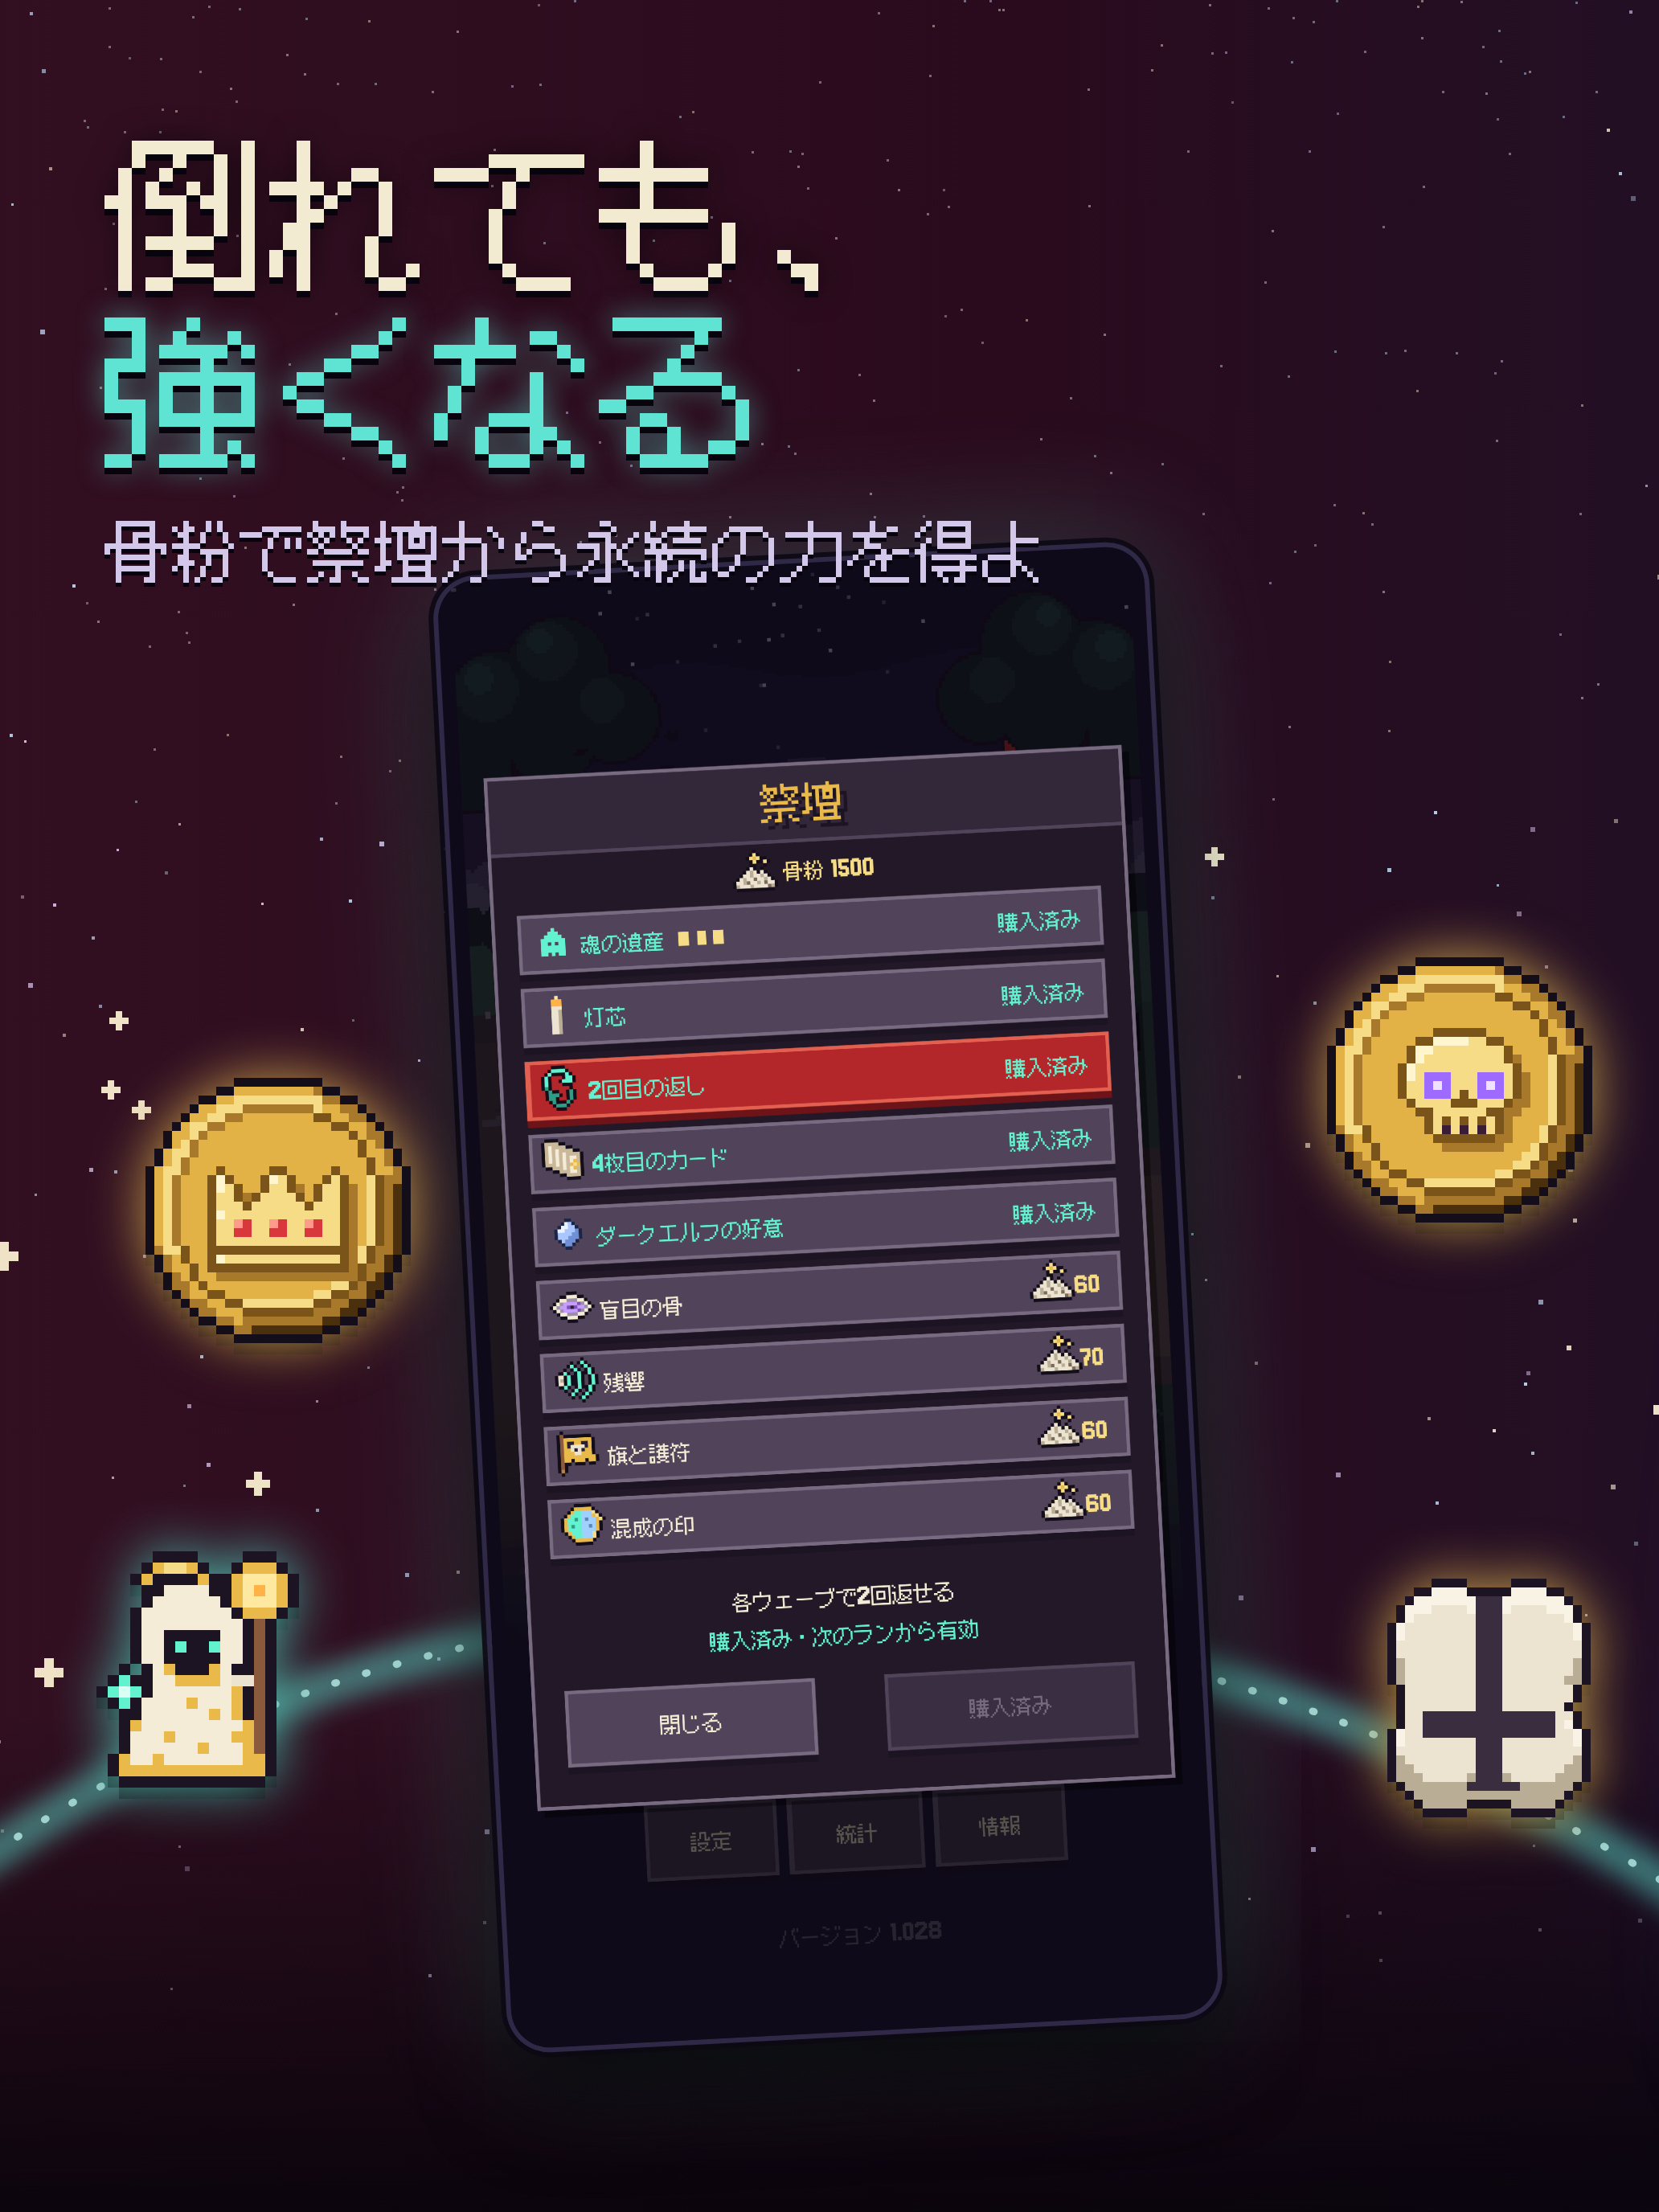 倒れても、
強くなる
骨粉で祭壇から永続の力を得よ
祭壇
骨粉 1500
魂の遺産 購入済み
灯芯 購入済み
2回目の返し 購入済み
4枚目のカード 購入済み
ダークエルフの好意 購入済み
盲目の骨 60
残響 70
旗と護符 60
混成の印 60
各ウェーブで2回返せる
購入済み・次のランから有効
閉じる 購入済み
設定 統計 情報
バージョン 1.028